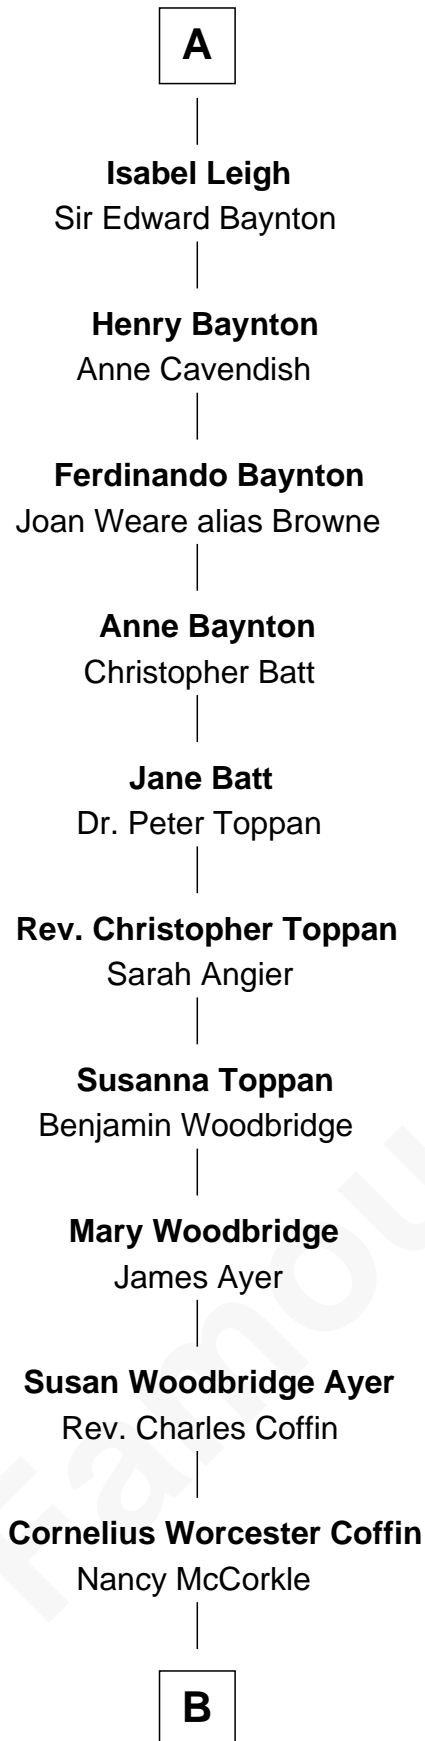 A
Isabel Leigh
Sir Edward Baynton
Henry Baynton
Anne Cavendish
Ferdinando Baynton
Joan Weare alias Browne
Anne Baynton
Christopher Batt
Jane Batt
Dr. Peter Toppan
Rev. Christopher Toppan
Sarah Angier
Susanna Toppan
Benjamin Woodbridge
Mary Woodbridge
James Ayer
Susan Woodbridge Ayer
Rev. Charles Coffin
Cornelius Worcester Coffin
Nancy McCorkle
B
Famou